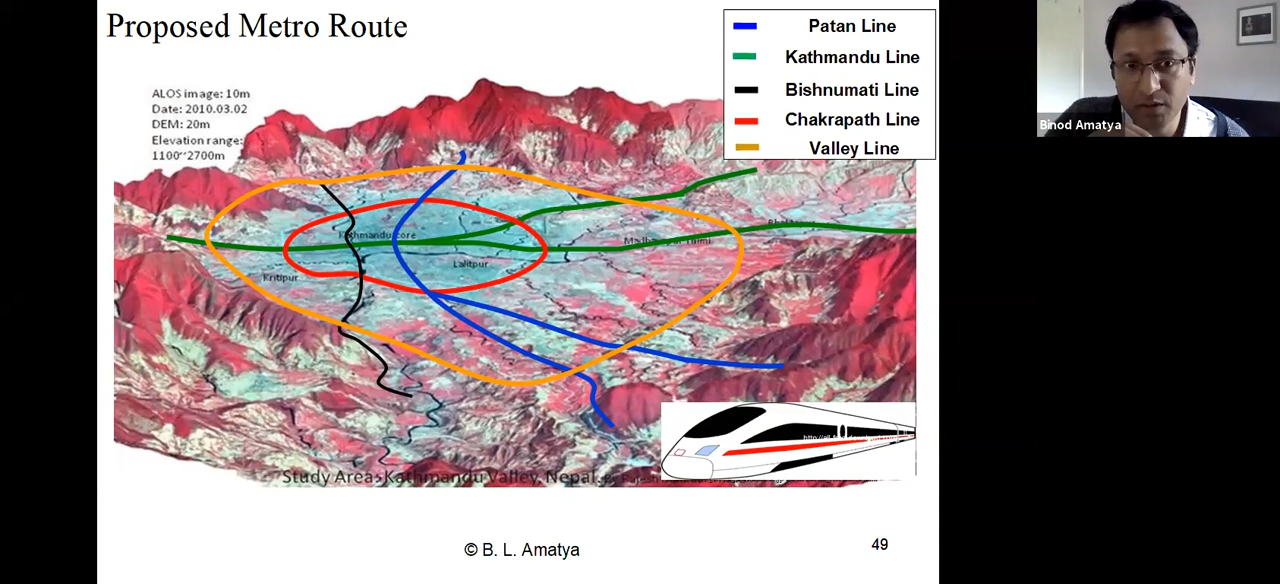 Proposed Metro Route
Patan Line
Kathmandu Line
Bishnumati Line
Chakrapath Line
Valley Line
Binod Amatya
ALOS image: 10m
Date: 2010.03.02
DEM: 20m
Elevation range:
1100~2700m
Kathmandu core
Lalitpur
Kritipur
Study Area: Kathmandu Valley, Nepal.
© B. L. Amatya
49